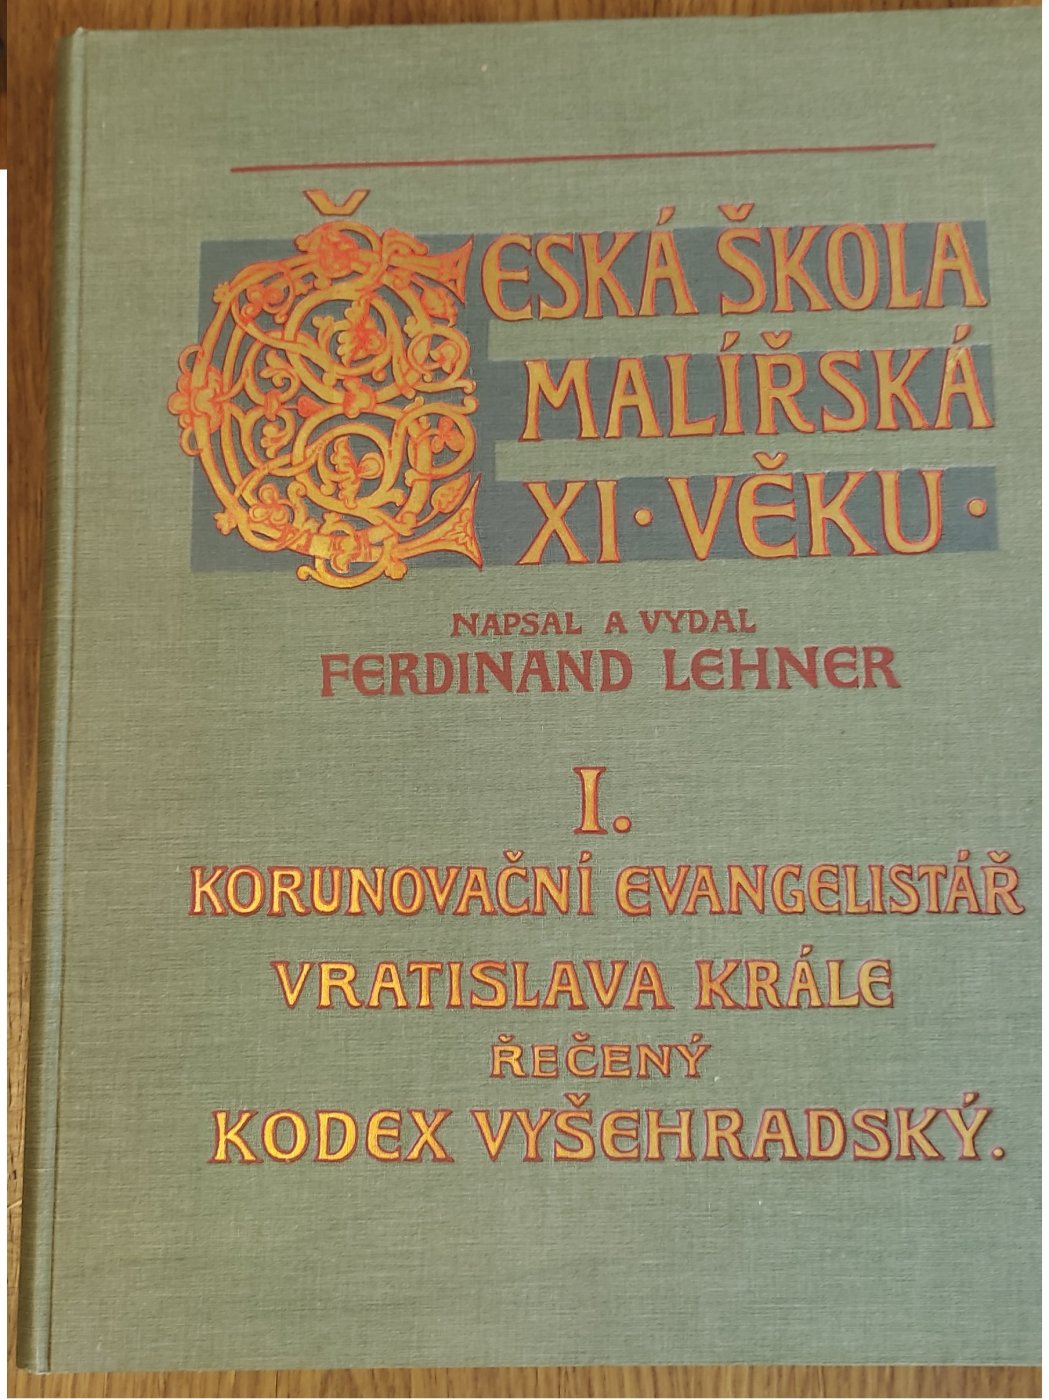 ČESKÁ ŠKOLA
MALÍŘSKÁ
XI · VĚKU ·
NAPSAL A VYDAL
FERDINAND LEHNER
I.
KORUNOVAČNÍ EVANGELISTÁŘ
VRATISLAVA KRÁLE
ŘEČENÝ
KODEX VYŠEHRADSKÝ.